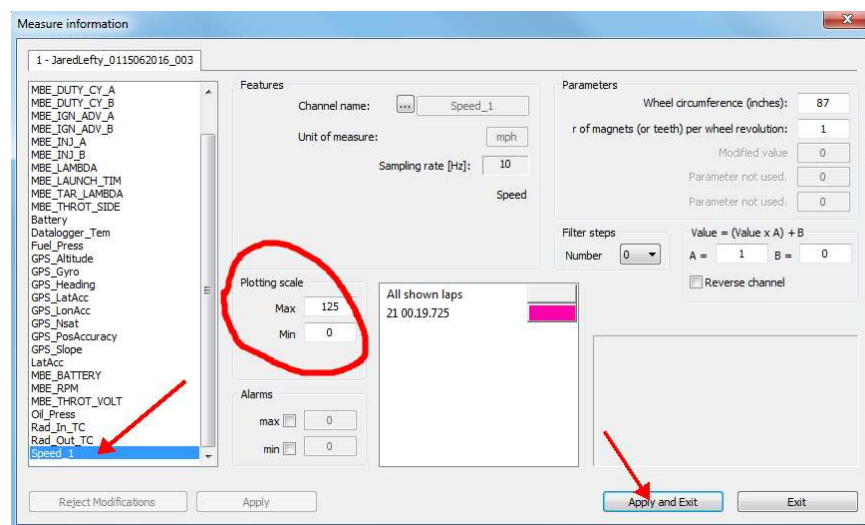 Measure information
x
1 - JaredLefty_0115062016_003
MBE_DUTY_CY_A
MBE_DUTY_CY_B
MBE_IGN_ADV_A
MBE_IGN_ADV_B
MBE_INJ_A
MBE_INJ_B
MBE_LAMBDA
MBE_LAUNCH_TIM
MBE_TAR_LAMBDA
MBE_THROT_SIDE
Battery
Datalogger_Tem
Fuel_Press
GPS_Altitude
GPS_Gyro
GPS_Heading
GPS_LatAcc
GPS_LonAcc
GPS_Nsat
GPS_PosAccuracy
GPS_Slope
LatAcc
MBE_BATTERY
MBE_RPM
MBE_THROT_VOLT
Oil_Press
Rad_In_TC
Rad_Out_TC
Speed_1
Features
Channel name: ... Speed_1
Unit of measure: mph
Sampling rate [Hz]: 10
Speed
Plotting scale
Max 125
Min 0
Alarms
max 0
min 0
All shown laps
21 00.19.725
Parameters
Wheel circumference (inches): 87
r of magnets (or teeth) per wheel revolution: 1
Modified value 0
Parameter not used. 0
Parameter not used. 0
Filter steps
Number 0
Value = (Value x A) + B
A = 1 B = 0
Reverse channel
Reject Modifications Apply Apply and Exit Exit